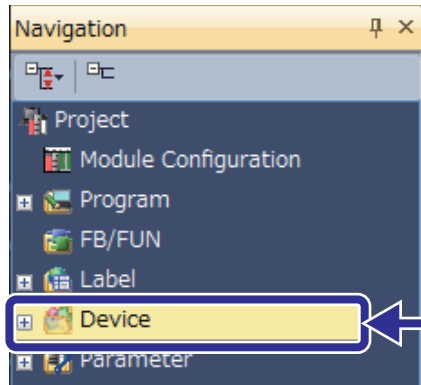 Navigation
Project
Module Configuration
Program
FB/FUN
Label
Device
Parameter